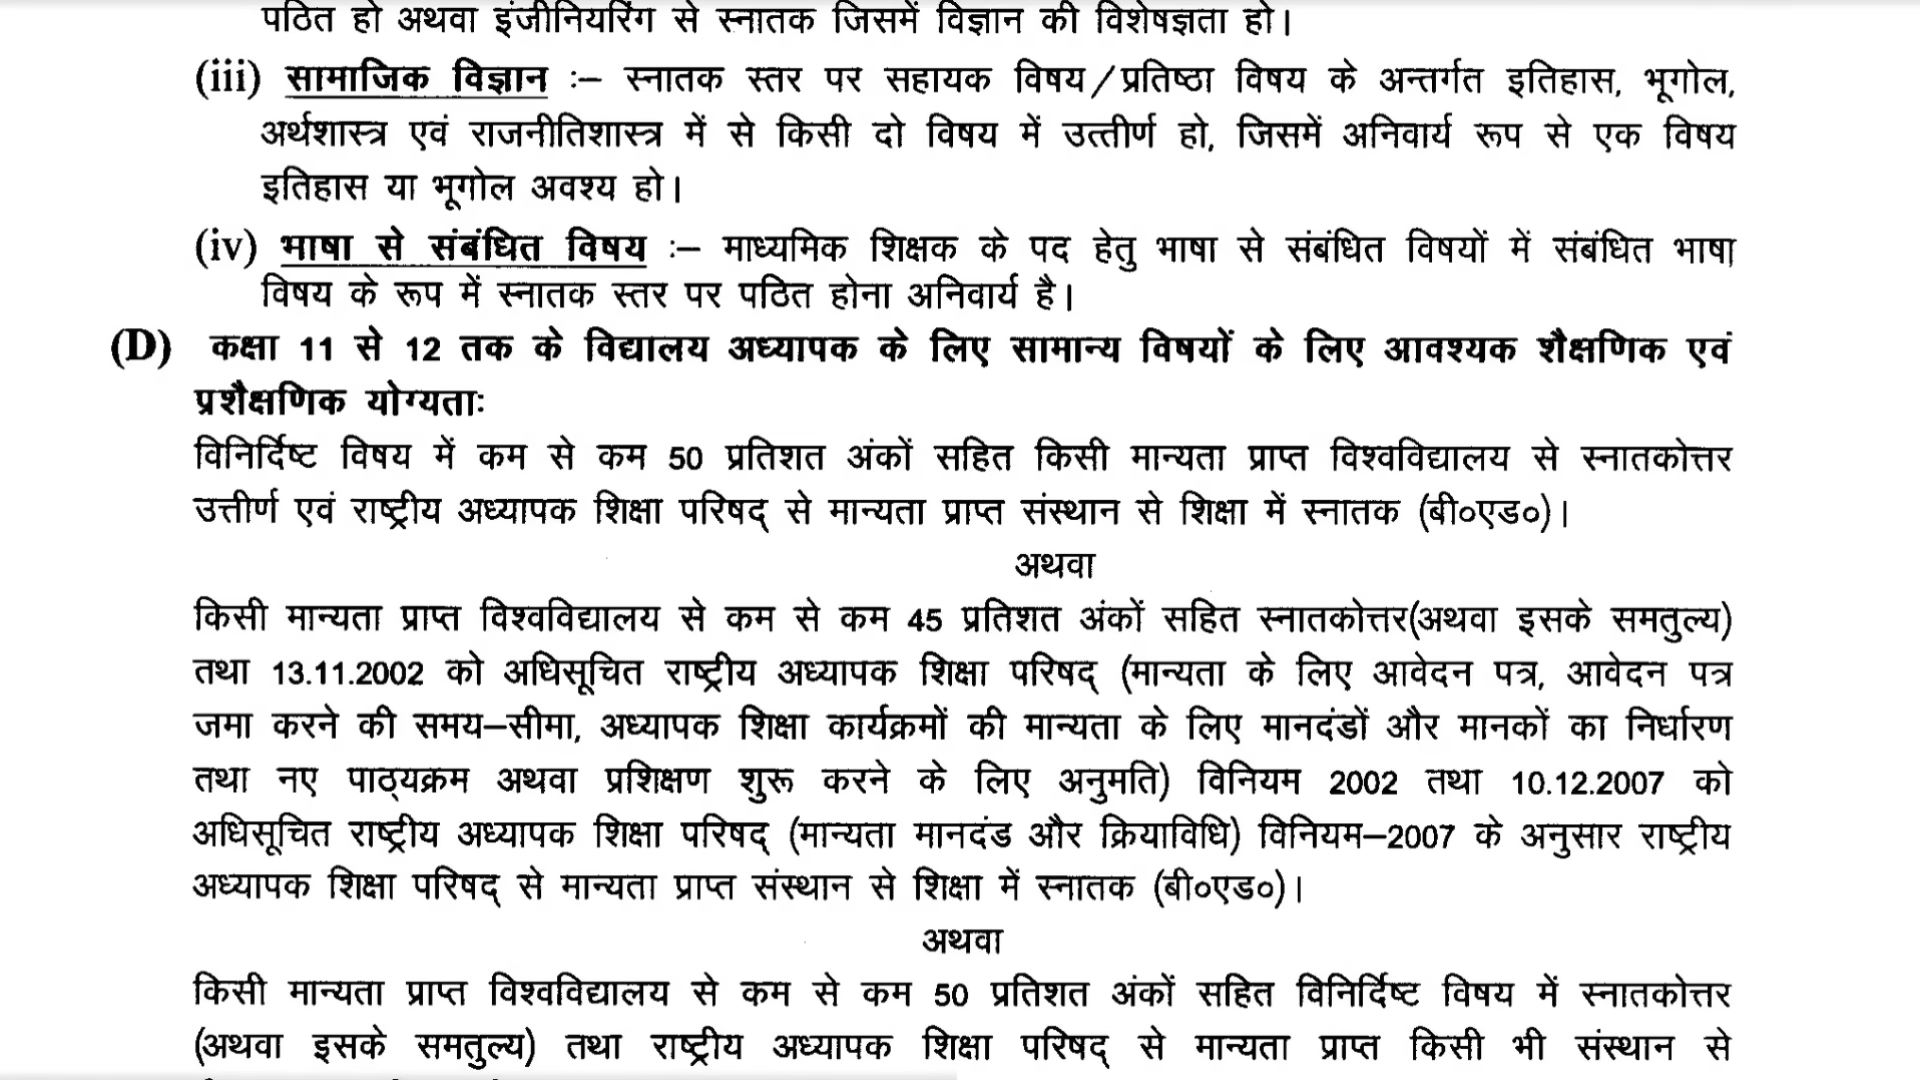 पठित हो अथवा इंजीनियरिंग से स्नातक जिसमें विज्ञान की विशेषज्ञता हो।
(iii) सामाजिक विज्ञान :– स्नातक स्तर पर सहायक विषय/प्रतिष्ठा विषय के अन्तर्गत इतिहास, भूगोल,
अर्थशास्त्र एवं राजनीतिशास्त्र में से किसी दो विषय में उत्तीर्ण हो, जिसमें अनिवार्य रूप से एक विषय
इतिहास या भूगोल अवश्य हो।
(iv) भाषा से संबंधित विषय :– माध्यमिक शिक्षक के पद हेतु भाषा से संबंधित विषयों में संबंधित भाषा
विषय के रूप में स्नातक स्तर पर पठित होना अनिवार्य है।
(D) कक्षा 11 से 12 तक के विद्यालय अध्यापक के लिए सामान्य विषयों के लिए आवश्यक शैक्षणिक एवं
प्रशैक्षणिक योग्यताः
विनिर्दिष्ट विषय में कम से कम 50 प्रतिशत अंकों सहित किसी मान्यता प्राप्त विश्वविद्यालय से स्नातकोत्तर
उत्तीर्ण एवं राष्ट्रीय अध्यापक शिक्षा परिषद् से मान्यता प्राप्त संस्थान से शिक्षा में स्नातक (बी०एड०)।
अथवा
किसी मान्यता प्राप्त विश्वविद्यालय से कम से कम 45 प्रतिशत अंकों सहित स्नातकोत्तर(अथवा इसके समतुल्य)
तथा 13.11.2002 को अधिसूचित राष्ट्रीय अध्यापक शिक्षा परिषद् (मान्यता के लिए आवेदन पत्र, आवेदन पत्र
जमा करने की समय–सीमा, अध्यापक शिक्षा कार्यक्रमों की मान्यता के लिए मानदंडों और मानकों का निर्धारण
तथा नए पाठ्यक्रम अथवा प्रशिक्षण शुरू करने के लिए अनुमति) विनियम 2002 तथा 10.12.2007 को
अधिसूचित राष्ट्रीय अध्यापक शिक्षा परिषद् (मान्यता मानदंड और क्रियाविधि) विनियम–2007 के अनुसार राष्ट्रीय
अध्यापक शिक्षा परिषद् से मान्यता प्राप्त संस्थान से शिक्षा में स्नातक (बी०एड०)।
अथवा
किसी मान्यता प्राप्त विश्वविद्यालय से कम से कम 50 प्रतिशत अंकों सहित विनिर्दिष्ट विषय में स्नातकोत्तर
(अथवा इसके समतुल्य) तथा राष्ट्रीय अध्यापक शिक्षा परिषद् से मान्यता प्राप्त किसी भी संस्थान से